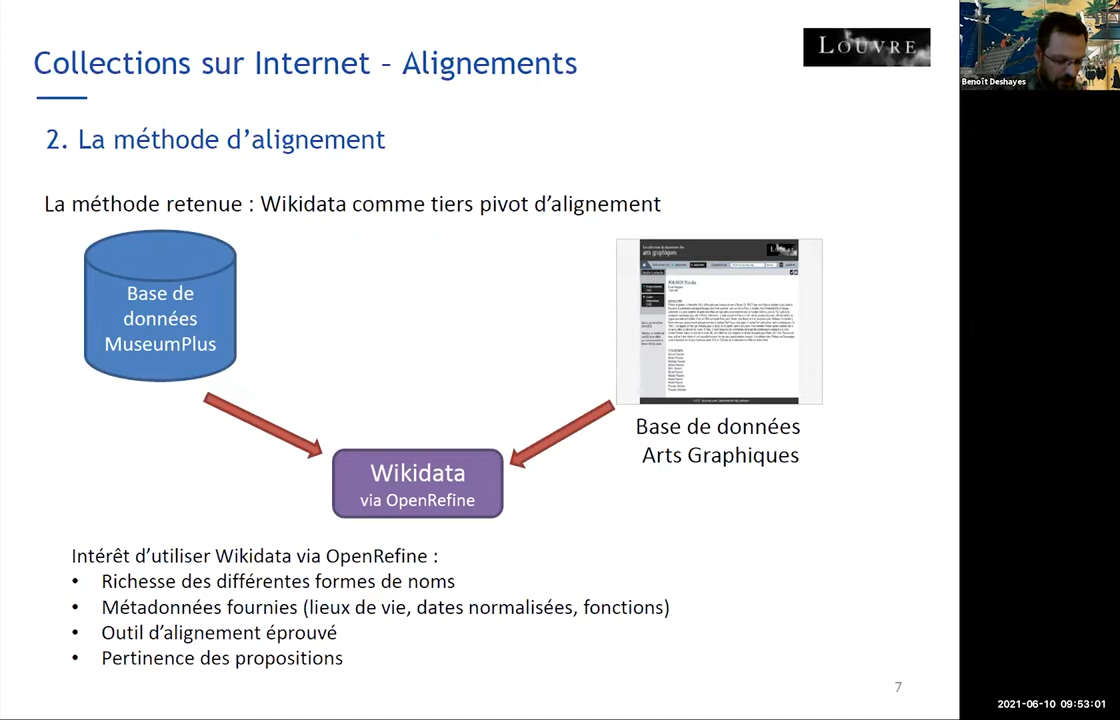 Collections sur Internet – Alignements
LOUVRE
Benoît Deshayes
2. La méthode d’alignement
La méthode retenue : Wikidata comme tiers pivot d’alignement
Base de
données
MuseumPlus
arts graphiques
Base de données
Arts Graphiques
Wikidata
via OpenRefine
Intérêt d’utiliser Wikidata via OpenRefine :
• Richesse des différentes formes de noms
• Métadonnées fournies (lieux de vie, dates normalisées, fonctions)
• Outil d’alignement éprouvé
• Pertinence des propositions
7
2021-06-10 09:53:01